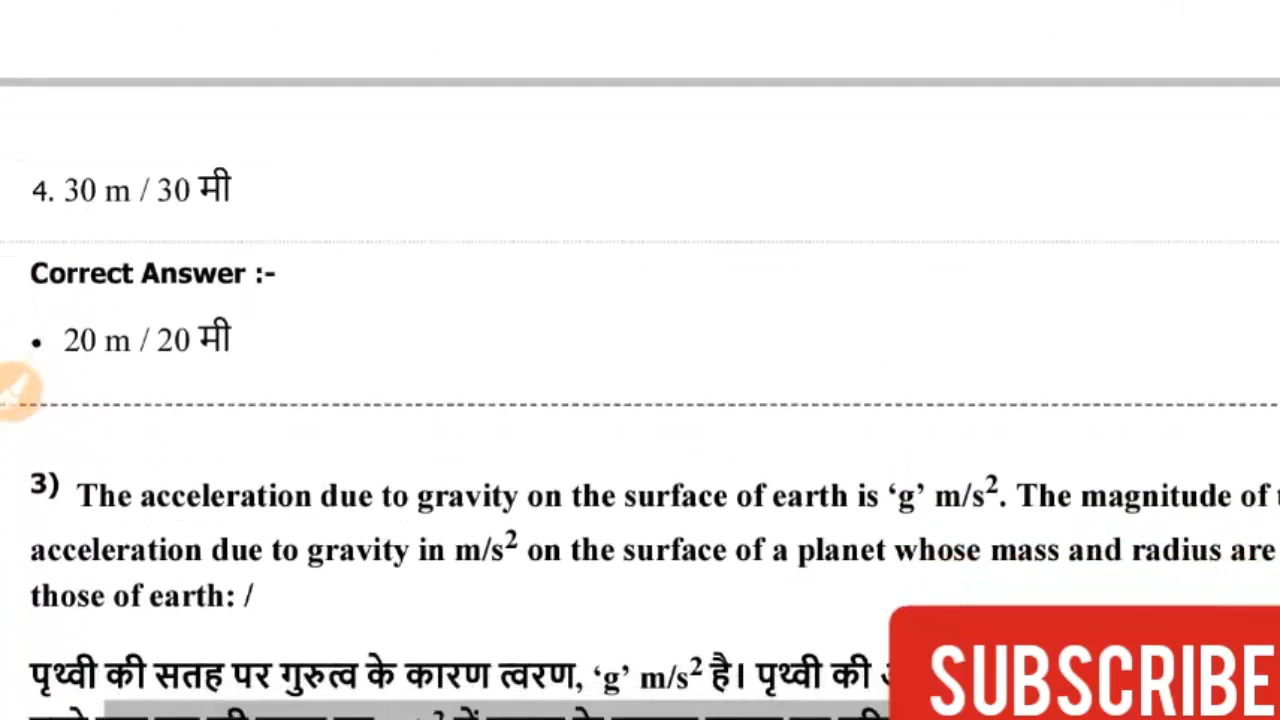 4. 30 m / 30 मी
Correct Answer :-
• 20 m / 20 मी
3) The acceleration due to gravity on the surface of earth is ‘g’ m/s². The magnitude of
acceleration due to gravity in m/s² on the surface of a planet whose mass and radius are
those of earth: /
पृथ्वी की सतह पर गुरुत्व के कारण त्वरण, ‘g’ m/s² है। पृथ्वी की
SUBSCRIBE